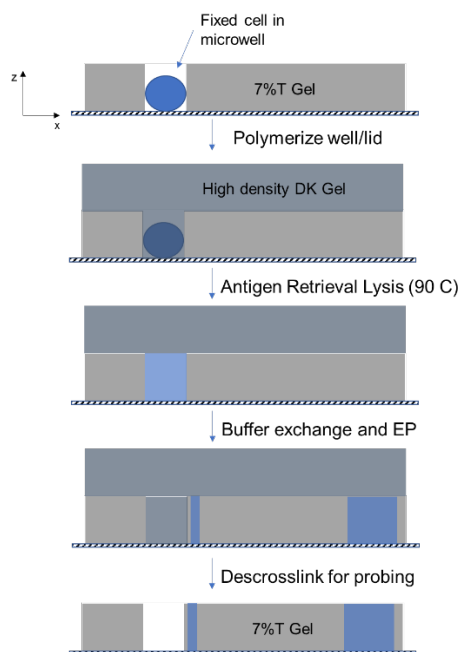 Fixed cell in
microwell
z
7%T Gel
x
Polymerize well/lid
High density DK Gel
Antigen Retrieval Lysis (90 C)
Buffer exchange and EP
Descrosslink for probing
7%T Gel